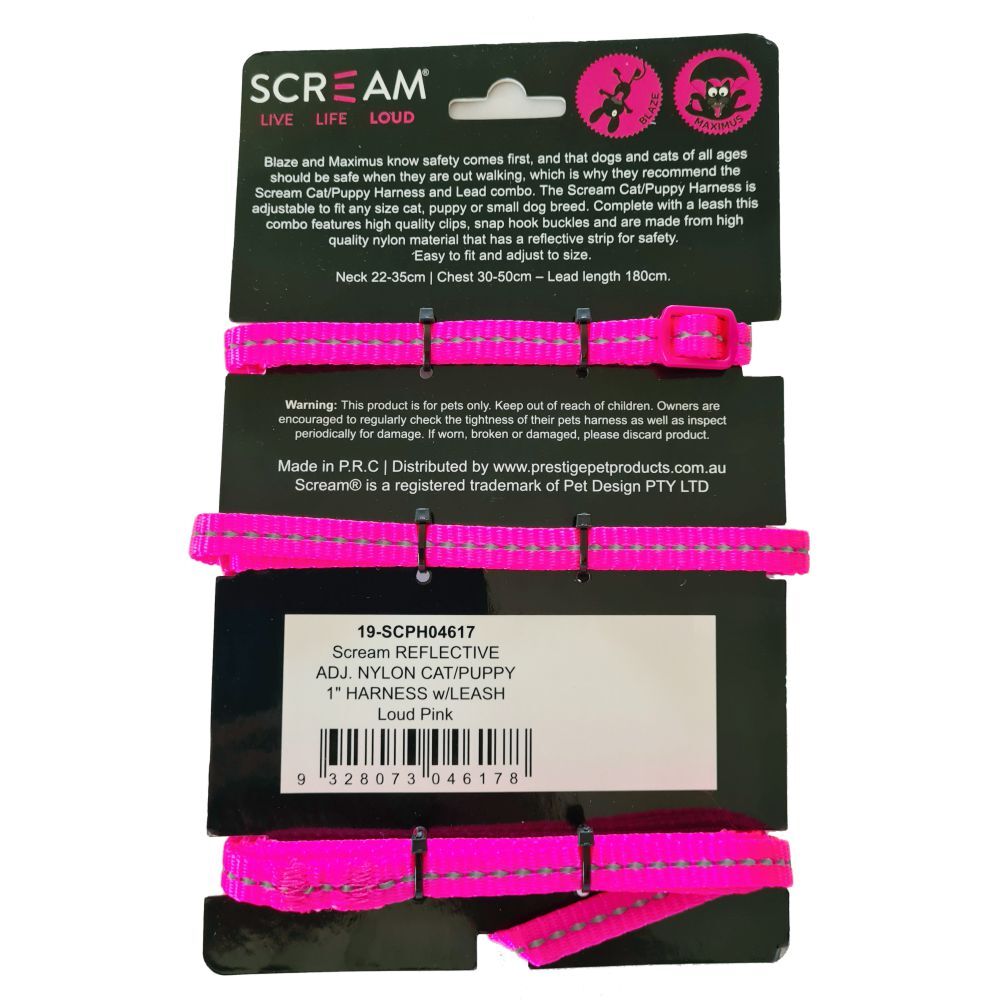 SCREAM®
LIVE LIFE LOUD
BLAZE
MAXIMUS
Blaze and Maximus know safety comes first, and that dogs and cats of all ages
should be safe when they are out walking, which is why they recommend the
Scream Cat/Puppy Harness and Lead combo. The Scream Cat/Puppy Harness is
adjustable to fit any size cat, puppy or small dog breed. Complete with a leash this
combo features high quality clips, snap hook buckles and are made from high
quality nylon material that has a reflective strip for safety.
Easy to fit and adjust to size.
Neck 22-35cm | Chest 30-50cm – Lead length 180cm.
Warning: This product is for pets only. Keep out of reach of children. Owners are
encouraged to regularly check the tightness of their pets harness as well as inspect
periodically for damage. If worn, broken or damaged, please discard product.
Made in P.R.C | Distributed by www.prestigepetproducts.com.au
Scream® is a registered trademark of Pet Design PTY LTD
19-SCPH04617
Scream REFLECTIVE
ADJ. NYLON CAT/PUPPY
1" HARNESS w/LEASH
Loud Pink
9 328073 046178